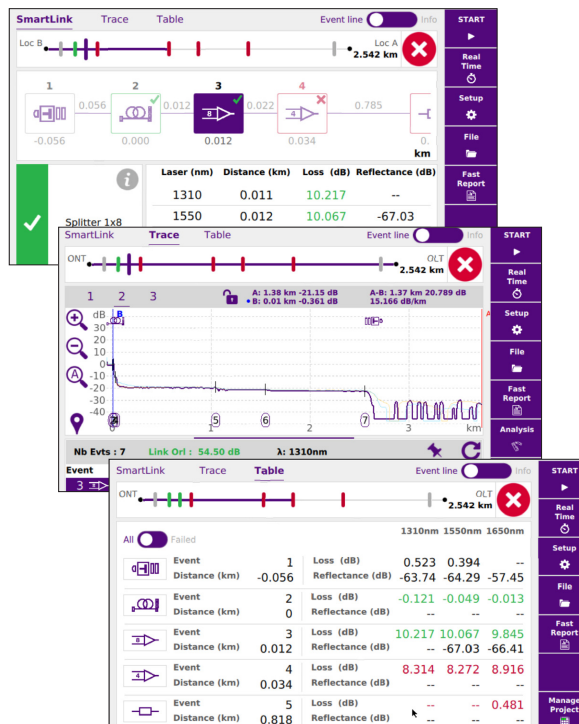 SmartLink Trace Table Event line Info START
Loc B Loc A
2.542 km
Real Time
1 2 3 4
Setup
0.056 0.012 0.022 0.785
8 4
File
-0.056 0.000 0.012 0.034 0.
km
Fast Report
Laser (nm) Distance (km) Loss (dB) Reflectance (dB)
1310 0.011 10.217 --
1550 0.012 10.067 -67.03
Splitter 1x8
SmartLink Trace Table Event line Info START
ONT OLT
2.542 km
Real Time
1 2 3 A: 1.38 km -21.15 dB A-B: 1.37 km 20.789 dB
B: 0.01 km -0.361 dB 15.166 dB/km
Setup
dB B A
30
20
10
0
-10
-20
-30
-40
File
Fast Report
Analysis
5 6 7
0 1 2 3 km
Nb Evts : 7 Link Orl : 54.50 dB λ: 1310nm
Event
3 8
SmartLink Trace Table Event line Info START
ONT OLT
2.542 km
Real Time
All Failed
1310nm 1550nm 1650nm
Setup
Event 1 Loss (dB) 0.523 0.394 --
Distance (km) -0.056 Reflectance (dB) -63.74 -64.29 -57.45
File
Event 2 Loss (dB) -0.121 -0.049 -0.013
Distance (km) 0 Reflectance (dB) -- -- --
Fast Report
8 Event 3 Loss (dB) 10.217 10.067 9.845
Distance (km) 0.012 Reflectance (dB) -- -67.03 -66.41
4 Event 4 Loss (dB) 8.314 8.272 8.916
Distance (km) 0.034 Reflectance (dB) -- -- --
Event 5 Loss (dB) -- -- 0.481
Distance (km) 0.818 Reflectance (dB) -- -- --
Manage Project